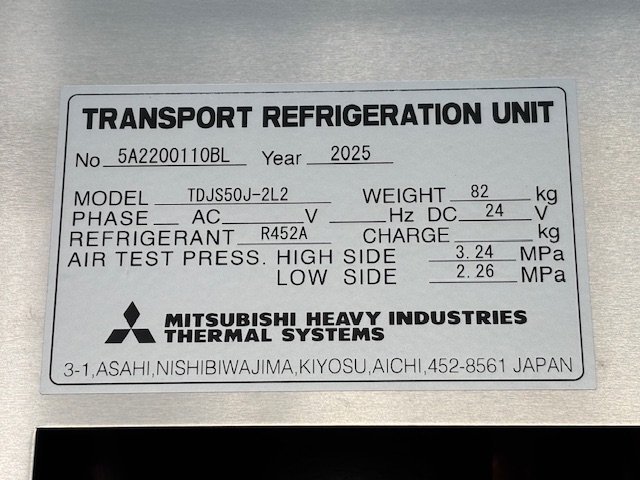 TRANSPORT REFRIGERATION UNIT
No 5A2200110BL Year 2025
MODEL TDJS50J-2L2 WEIGHT 82 kg
PHASE AC V Hz DC 24 V
REFRIGERANT R452A CHARGE kg
AIR TEST PRESS. HIGH SIDE 3.24 MPa
LOW SIDE 2.26 MPa
MITSUBISHI HEAVY INDUSTRIES
THERMAL SYSTEMS
3-1,ASAHI,NISHIBIWAJIMA,KIYOSU,AICHI,452-8561 JAPAN